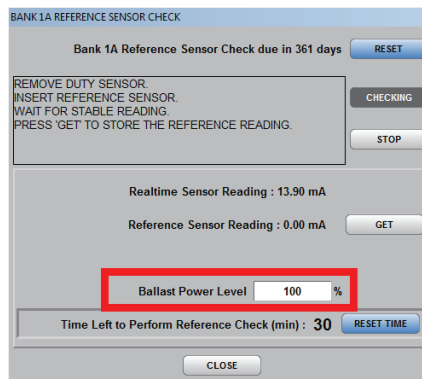 BANK 1A REFERENCE SENSOR CHECK
Bank 1A Reference Sensor Check due in 361 days RESET
REMOVE DUTY SENSOR.
INSERT REFERENCE SENSOR.
WAIT FOR STABLE READING.
PRESS 'GET' TO STORE THE REFERENCE READING.
CHECKING
STOP
Realtime Sensor Reading : 13.90 mA
Reference Sensor Reading : 0.00 mA GET
Ballast Power Level 100 %
Time Left to Perform Reference Check (min) : 30 RESET TIME
CLOSE